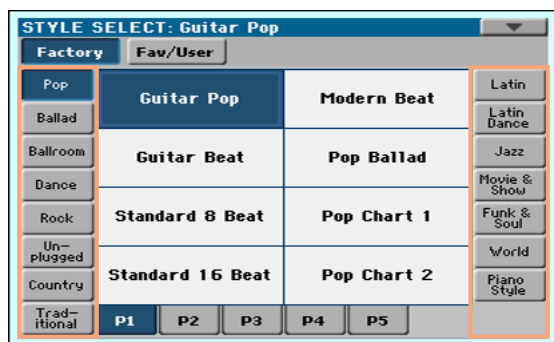 STYLE SELECT: Guitar Pop
Factory Fav/User
Pop
Ballad
Ballroom
Dance
Rock
Un-
plugged
Country
Trad-
itional
Guitar Pop Modern Beat
Guitar Beat Pop Ballad
Standard 8 Beat Pop Chart 1
Standard 16 Beat Pop Chart 2
P1 P2 P3 P4 P5
Latin
Latin
Dance
Jazz
Movie &
Show
Funk &
Soul
World
Piano
Style